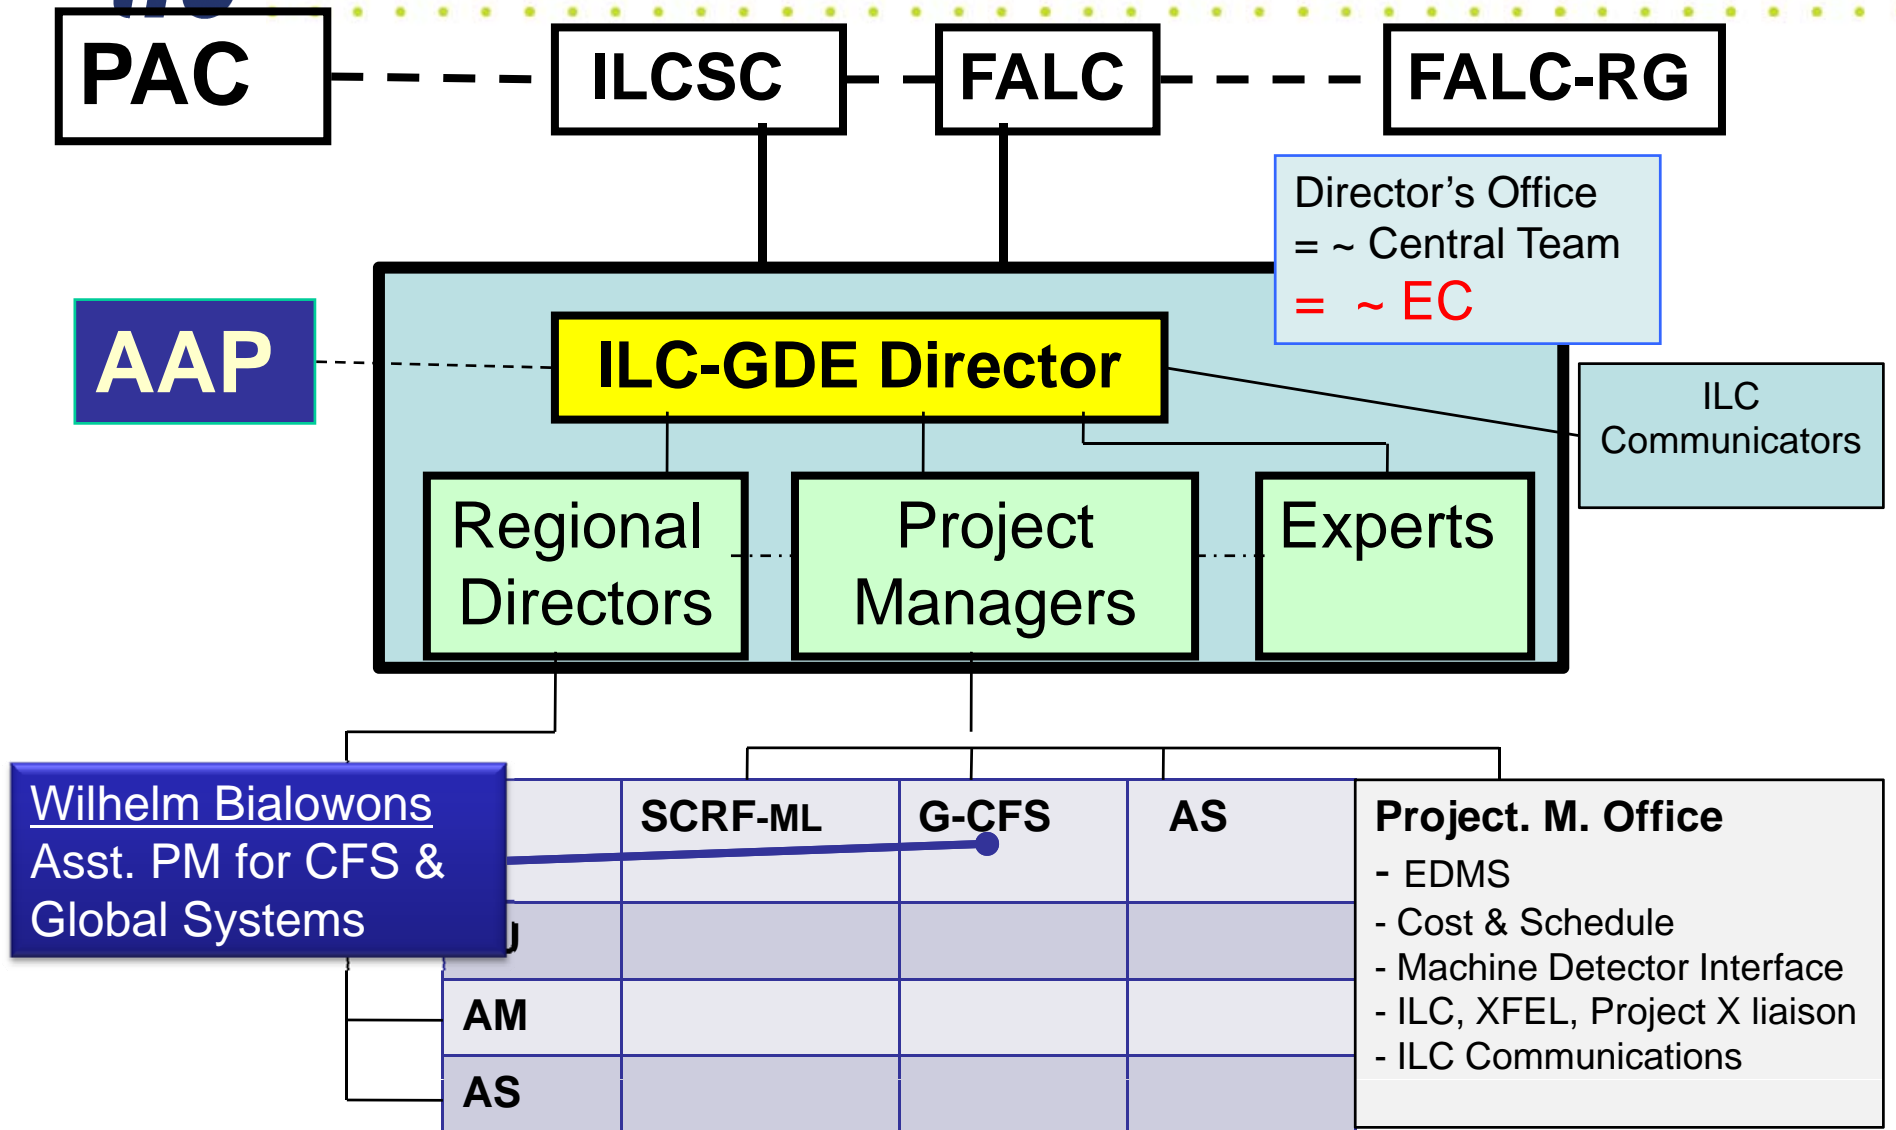 PAC
ILCSC
FALC
FALC-RG
Director's Office
= ~ Central Team
= ~ EC
AAP
ILC-GDE Director
ILC
Communicators
Regional
Directors
Project
Managers
Experts
Wilhelm Bialowons
Asst. PM for CFS &
Global Systems
SCRF-ML
G-CFS
AS
Project. M. Office
- EDMS
- Cost & Schedule
- Machine Detector Interface
- ILC, XFEL, Project X liaison
- ILC Communications
AM
AS